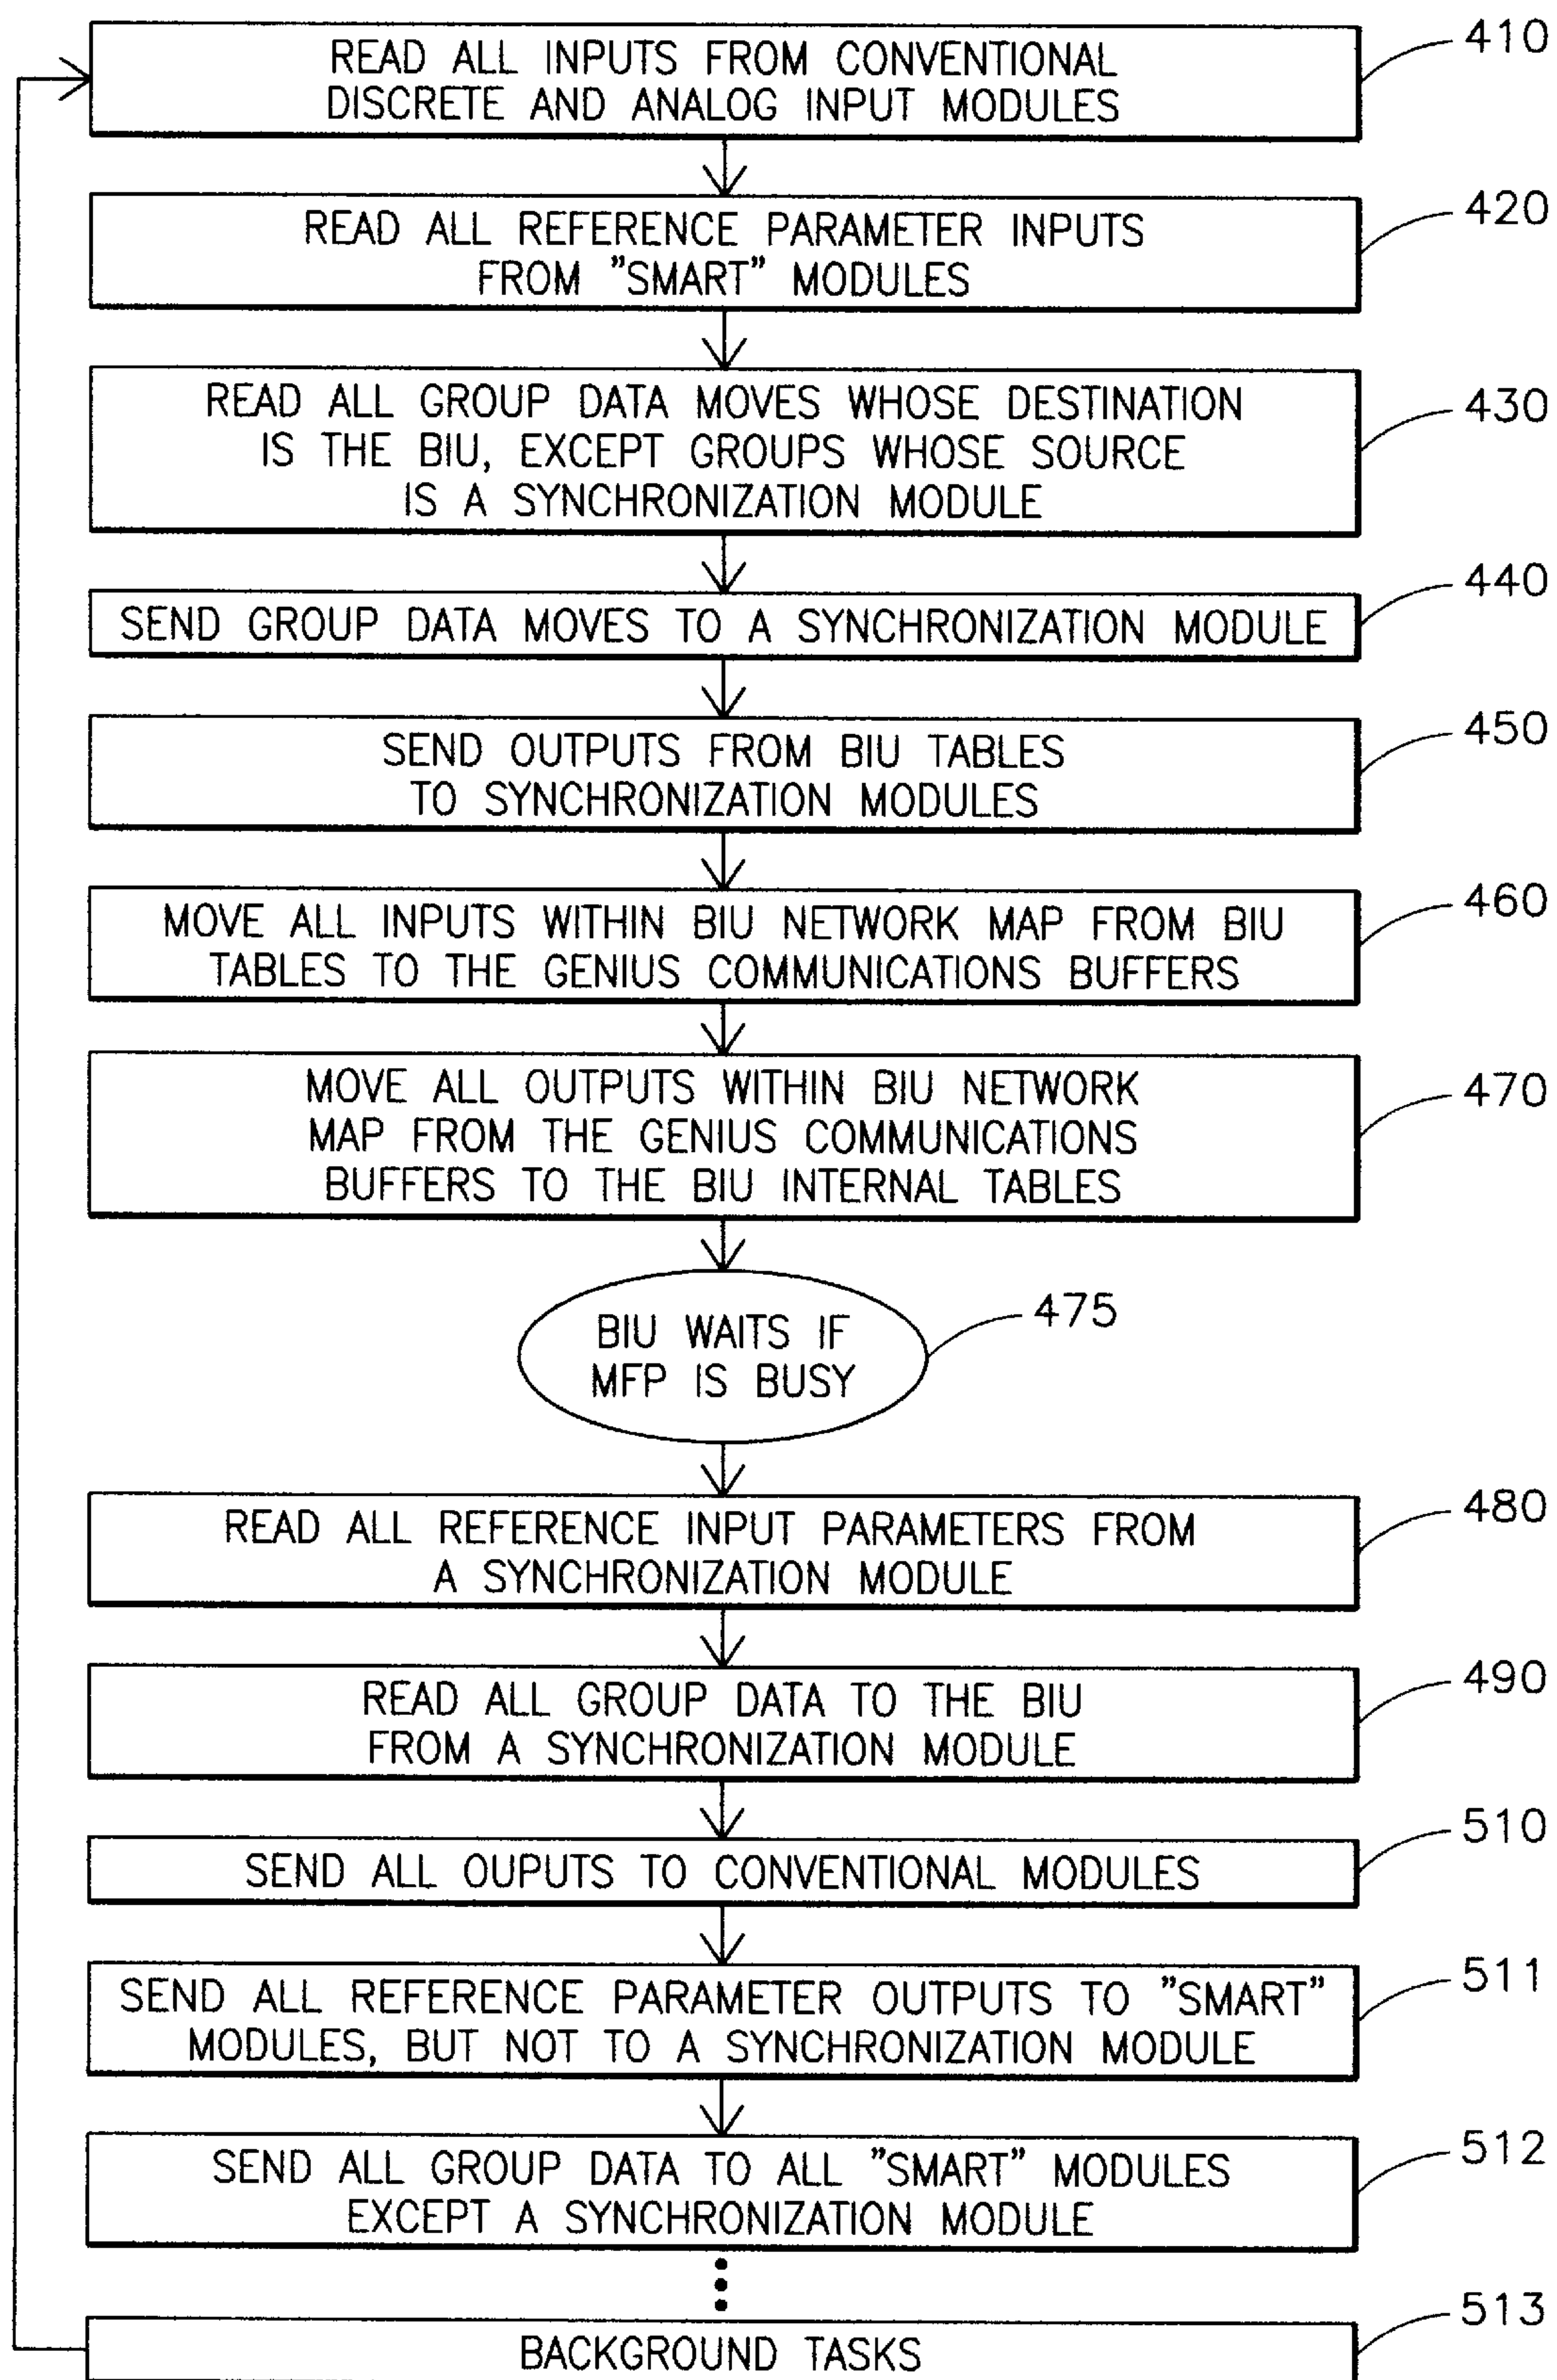 READ ALL INPUTS FROM CONVENTIONAL
DISCRETE AND ANALOG INPUT MODULES
410
READ ALL REFERENCE PARAMETER INPUTS
FROM "SMART" MODULES
420
READ ALL GROUP DATA MOVES WHOSE DESTINATION
IS THE BIU, EXCEPT GROUPS WHOSE SOURCE
IS A SYNCHRONIZATION MODULE
430
SEND GROUP DATA MOVES TO A SYNCHRONIZATION MODULE
440
SEND OUTPUTS FROM BIU TABLES
TO SYNCHRONIZATION MODULES
450
MOVE ALL INPUTS WITHIN BIU NETWORK MAP FROM BIU
TABLES TO THE GENIUS COMMUNICATIONS BUFFERS
460
MOVE ALL OUTPUTS WITHIN BIU NETWORK
MAP FROM THE GENIUS COMMUNICATIONS
BUFFERS TO THE BIU INTERNAL TABLES
470
BIU WAITS IF
MFP IS BUSY
475
READ ALL REFERENCE INPUT PARAMETERS FROM
A SYNCHRONIZATION MODULE
480
READ ALL GROUP DATA TO THE BIU
FROM A SYNCHRONIZATION MODULE
490
SEND ALL OUPUTS TO CONVENTIONAL MODULES
510
SEND ALL REFERENCE PARAMETER OUTPUTS TO "SMART"
MODULES, BUT NOT TO A SYNCHRONIZATION MODULE
511
SEND ALL GROUP DATA TO ALL "SMART" MODULES
EXCEPT A SYNCHRONIZATION MODULE
512
BACKGROUND TASKS
513